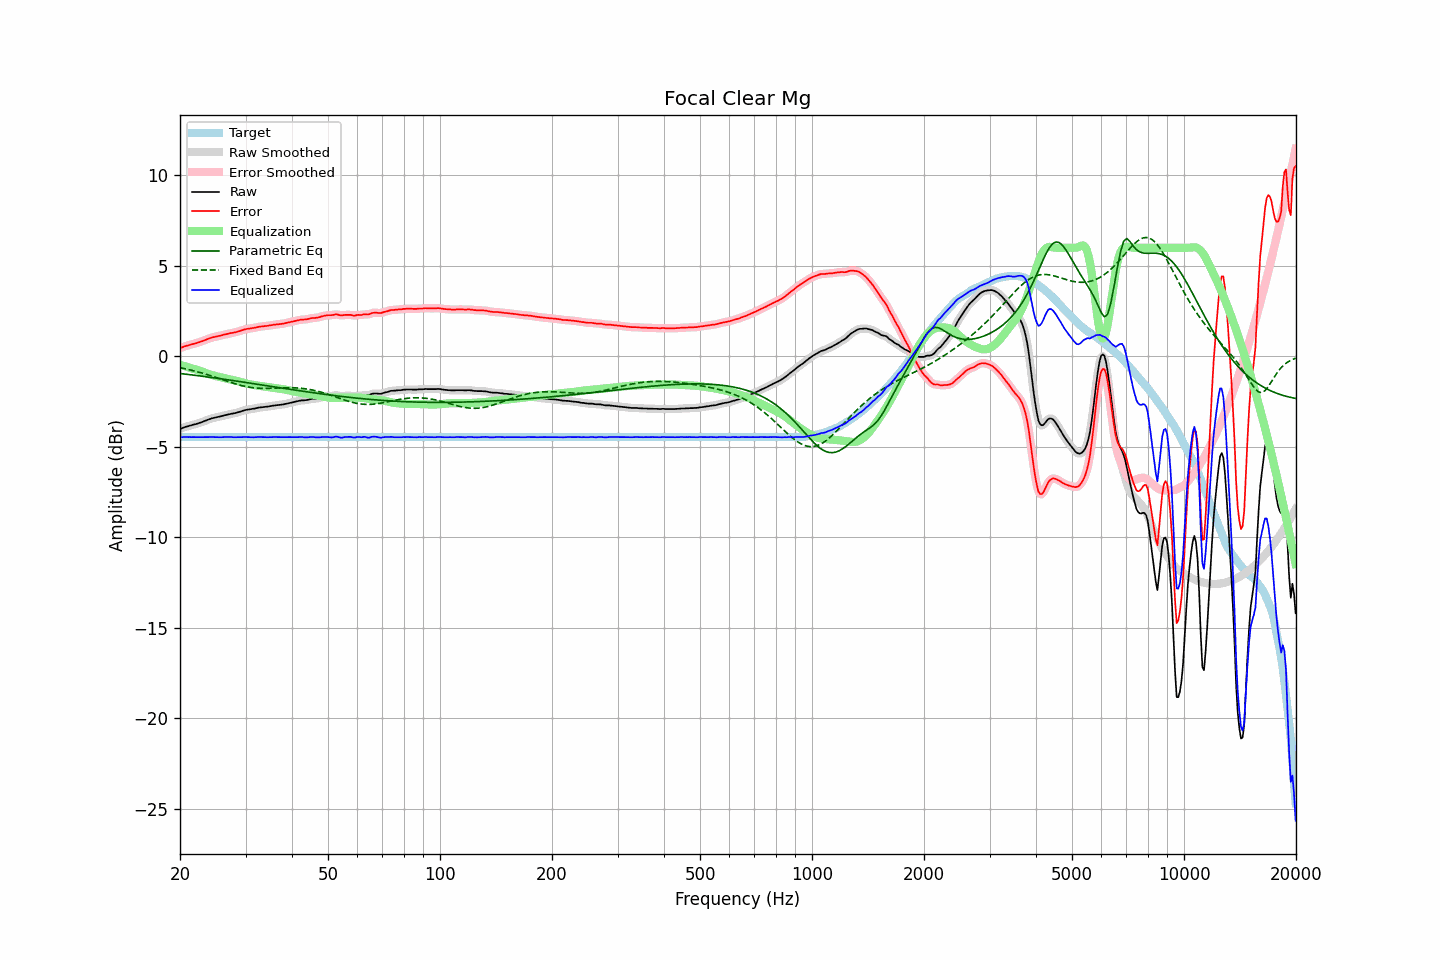 Focal Clear Mg
Target
Raw Smoothed
Error Smoothed
Raw
Error
Equalization
Parametric Eq
Fixed Band Eq
Equalized
10
5
0
−5
−10
−15
−20
−25
Amplitude (dBr)
20 50 100 200 500 1000 2000 5000 10000 20000
Frequency (Hz)